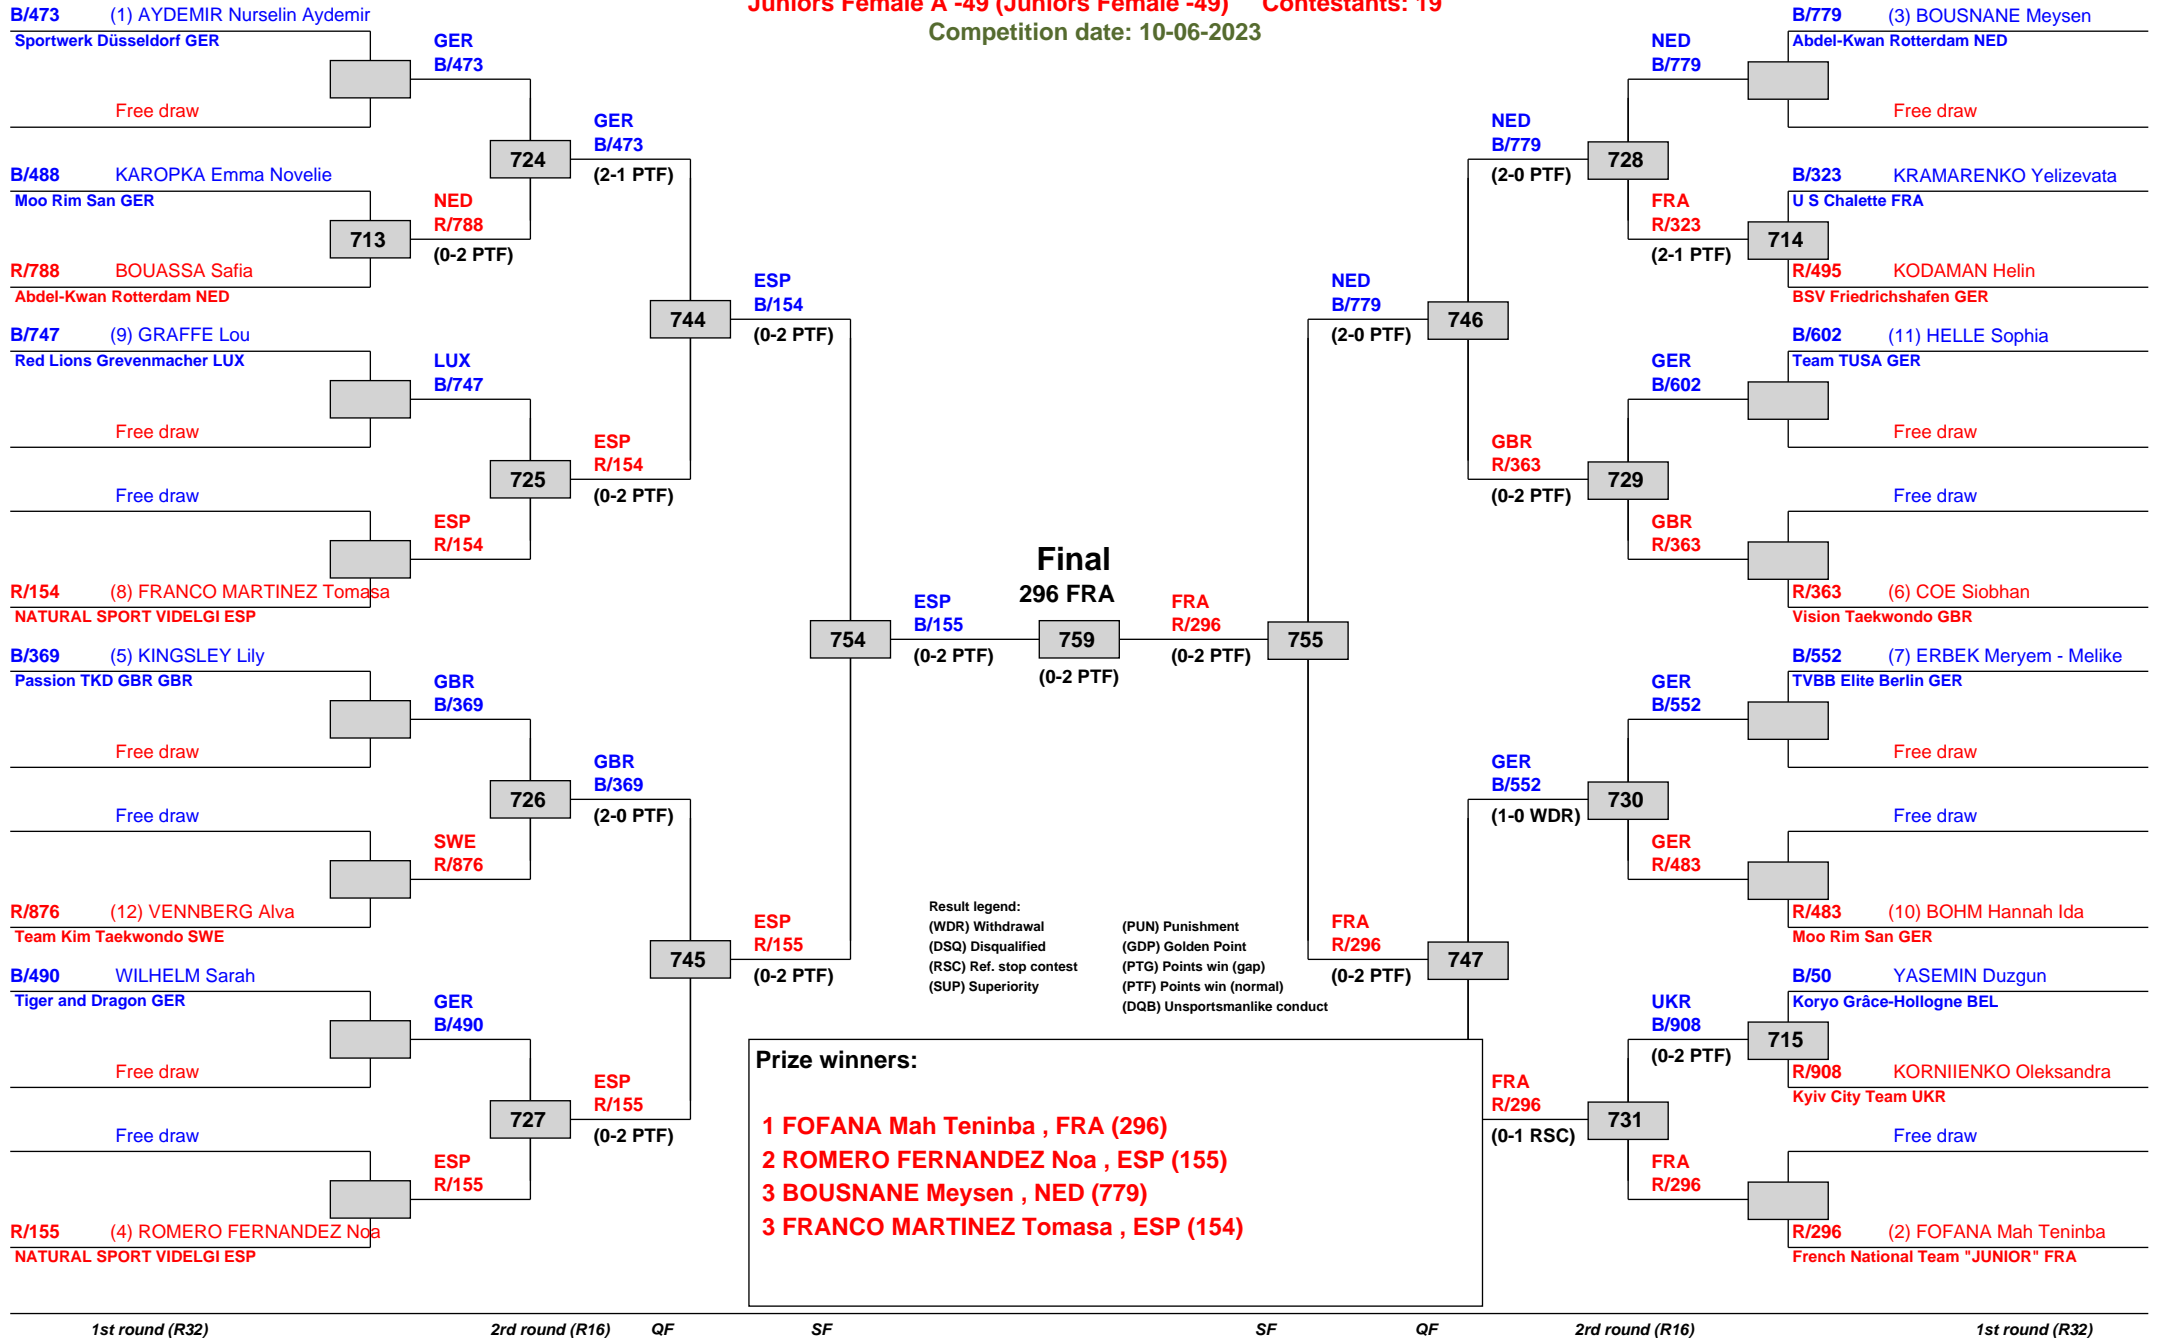 Juniors Female A -49 (Juniors Female -49) Contestants: 19
Competition date: 10-06-2023
B/473 (1) AYDEMIR Nurselin Aydemir
Sportwerk Düsseldorf GER
Free draw
B/488 KAROPKA Emma Novelie
Moo Rim San GER
R/788 BOUASSA Safia
Abdel-Kwan Rotterdam NED
B/747 (9) GRAFFE Lou
Red Lions Grevenmacher LUX
Free draw
Free draw
R/154 (8) FRANCO MARTINEZ Tomasa
NATURAL SPORT VIDELGI ESP
B/369 (5) KINGSLEY Lily
Passion TKD GBR GBR
Free draw
Free draw
R/876 (12) VENNBERG Alva
Team Kim Taekwondo SWE
B/490 WILHELM Sarah
Tiger and Dragon GER
Free draw
Free draw
R/155 (4) ROMERO FERNANDEZ Noa
NATURAL SPORT VIDELGI ESP
713
GER
B/473
NED
R/788
(0-2 PTF)
LUX
B/747
ESP
R/154
GBR
B/369
SWE
R/876
GER
B/490
ESP
R/155
724
725
726
727
GER
B/473
(2-1 PTF)
ESP
R/154
(0-2 PTF)
GBR
B/369
(2-0 PTF)
ESP
R/155
(0-2 PTF)
744
745
ESP
B/154
(0-2 PTF)
ESP
R/155
(0-2 PTF)
754
ESP
B/155
(0-2 PTF)
Final
296 FRA
759
(0-2 PTF)
FRA
R/296
(0-2 PTF)
755
NED
B/779
(2-0 PTF)
FRA
R/296
(0-2 PTF)
746
747
NED
B/779
(2-0 PTF)
GBR
R/363
(0-2 PTF)
GER
B/552
(1-0 WDR)
FRA
R/296
(0-1 RSC)
728
729
730
731
NED
B/779
FRA
R/323
(2-1 PTF)
GER
B/602
GBR
R/363
GER
B/552
GER
R/483
UKR
B/908
(0-2 PTF)
FRA
R/296
714
715
B/779 (3) BOUSNANE Meysen
Abdel-Kwan Rotterdam NED
Free draw
B/323 KRAMARENKO Yelizevata
U S Chalette FRA
R/495 KODAMAN Helin
BSV Friedrichshafen GER
B/602 (11) HELLE Sophia
Team TUSA GER
Free draw
Free draw
R/363 (6) COE Siobhan
Vision Taekwondo GBR
B/552 (7) ERBEK Meryem - Melike
TVBB Elite Berlin GER
Free draw
Free draw
R/483 (10) BOHM Hannah Ida
Moo Rim San GER
B/50 YASEMIN Duzgun
Koryo Grâce-Hollogne BEL
R/908 KORNIIENKO Oleksandra
Kyiv City Team UKR
Free draw
R/296 (2) FOFANA Mah Teninba
French National Team "JUNIOR" FRA
Result legend:
(WDR) Withdrawal (PUN) Punishment
(DSQ) Disqualified (GDP) Golden Point
(RSC) Ref. stop contest (PTG) Points win (gap)
(SUP) Superiority (PTF) Points win (normal)
(DQB) Unsportsmanlike conduct
Prize winners:
1 FOFANA Mah Teninba , FRA (296)
2 ROMERO FERNANDEZ Noa , ESP (155)
3 BOUSNANE Meysen , NED (779)
3 FRANCO MARTINEZ Tomasa , ESP (154)
1st round (R32) 2rd round (R16) QF SF SF QF 2rd round (R16) 1st round (R32)